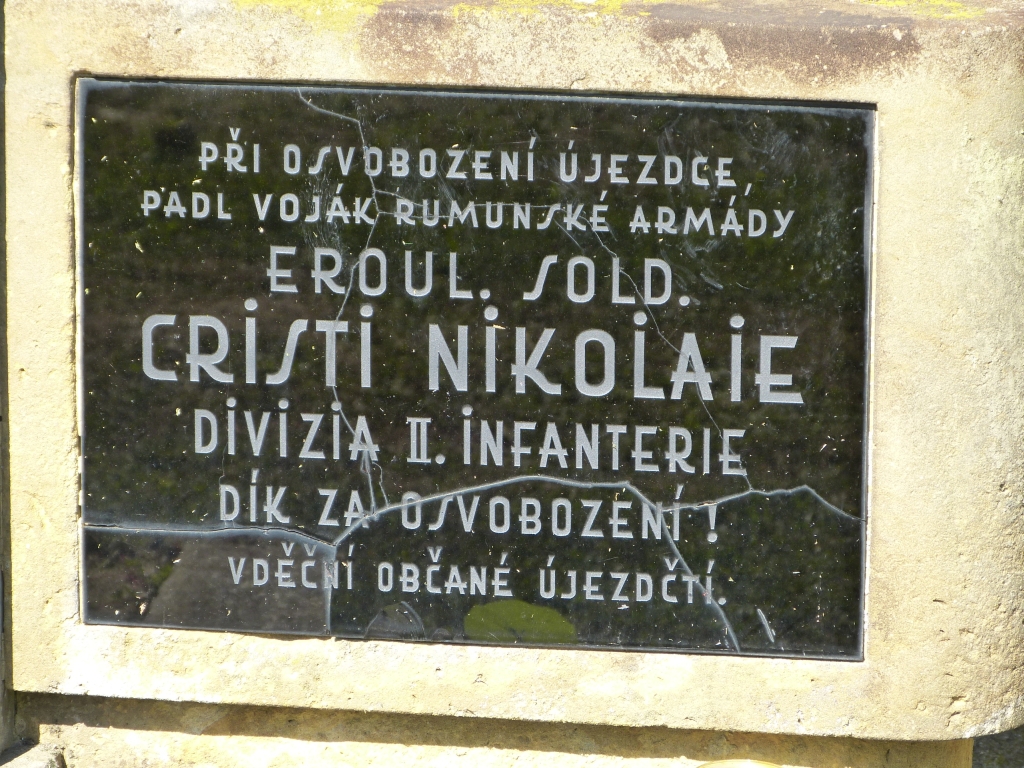 PŘI OSVOBOZENÍ ÚJEZDCE,
PADL VOJÁK RUMUNSKÉ ARMÁDY
EROUL. SOLD.
CRISTI NIKOLAIE
DIVIZIA II. INFANTERIE
DÍK ZA OSVOBOZENÍ!
VDĚČNÍ OBČANÉ ÚJEZDČTÍ.